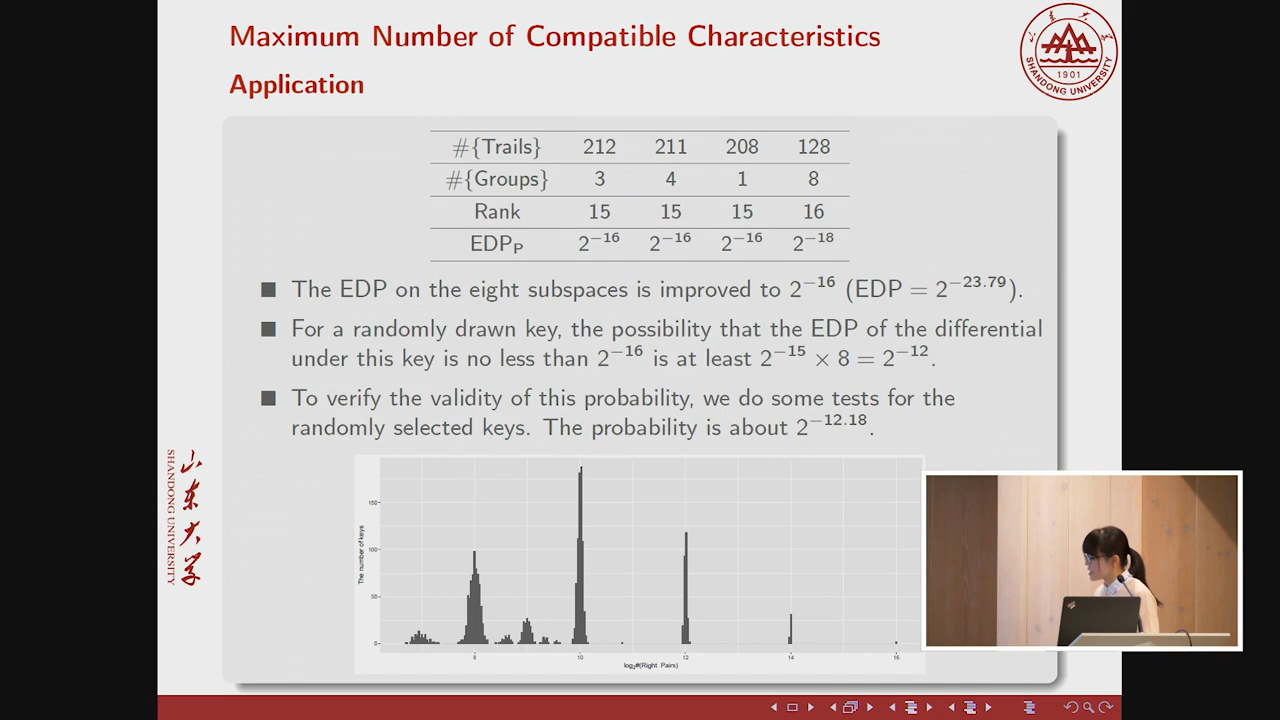 Maximum Number of Compatible Characteristics
Application
SHANDONG UNIVERSITY
1901
#{Trails} 212 211 208 128
#{Groups} 3 4 1 8
Rank 15 15 15 16
EDP_P 2^−16 2^−16 2^−16 2^−18
■ The EDP on the eight subspaces is improved to 2^−16 (EDP = 2^−23.79).
■ For a randomly drawn key, the possibility that the EDP of the differential
under this key is no less than 2^−16 is at least 2^−15 × 8 = 2^−12.
■ To verify the validity of this probability, we do some tests for the
randomly selected keys. The probability is about 2^−12.18.
山东大学
SHANDONG UNIVERSITY
The number of keys
150
100
50
0
8 10 12 14 16
log₂#(Right Pairs)